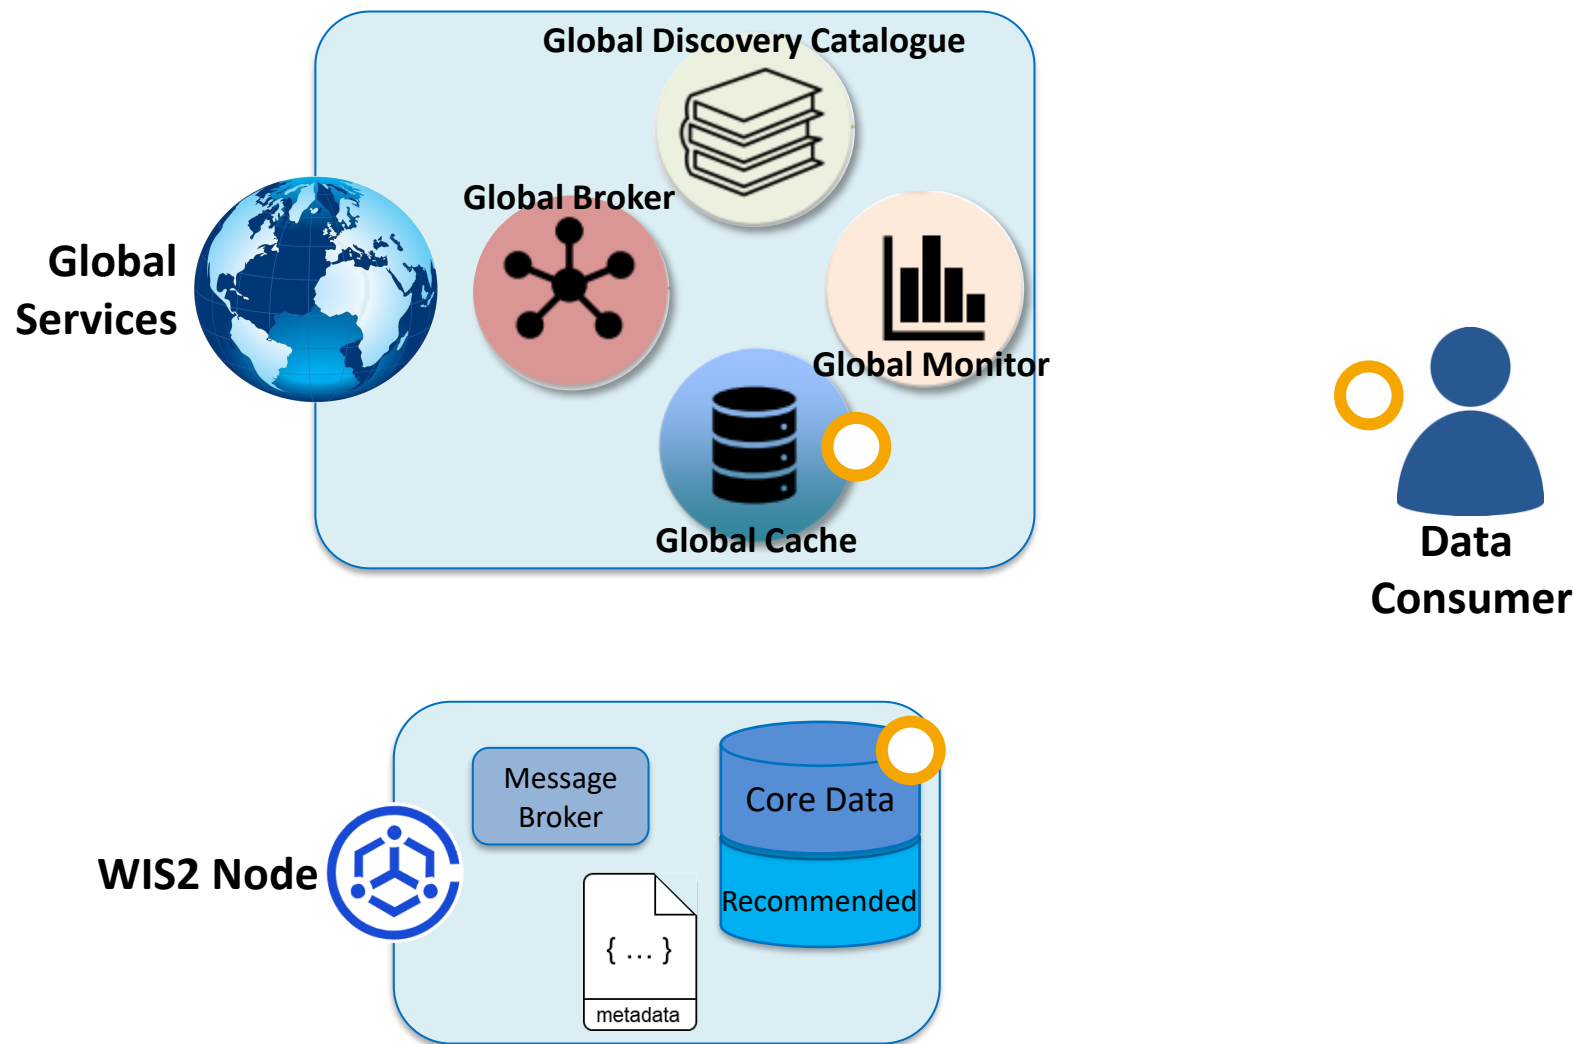 Global Discovery Catalogue
Global Broker
Global
Services
Global Monitor
Global Cache
Data
Consumer
Message
Broker
Core Data
WIS2 Node
Recommended
{ ... }
metadata